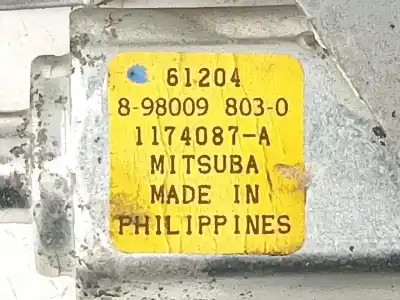 61204
8-98009 803-0
1174087-A
MITSUBA
MADE IN
PHILIPPINES